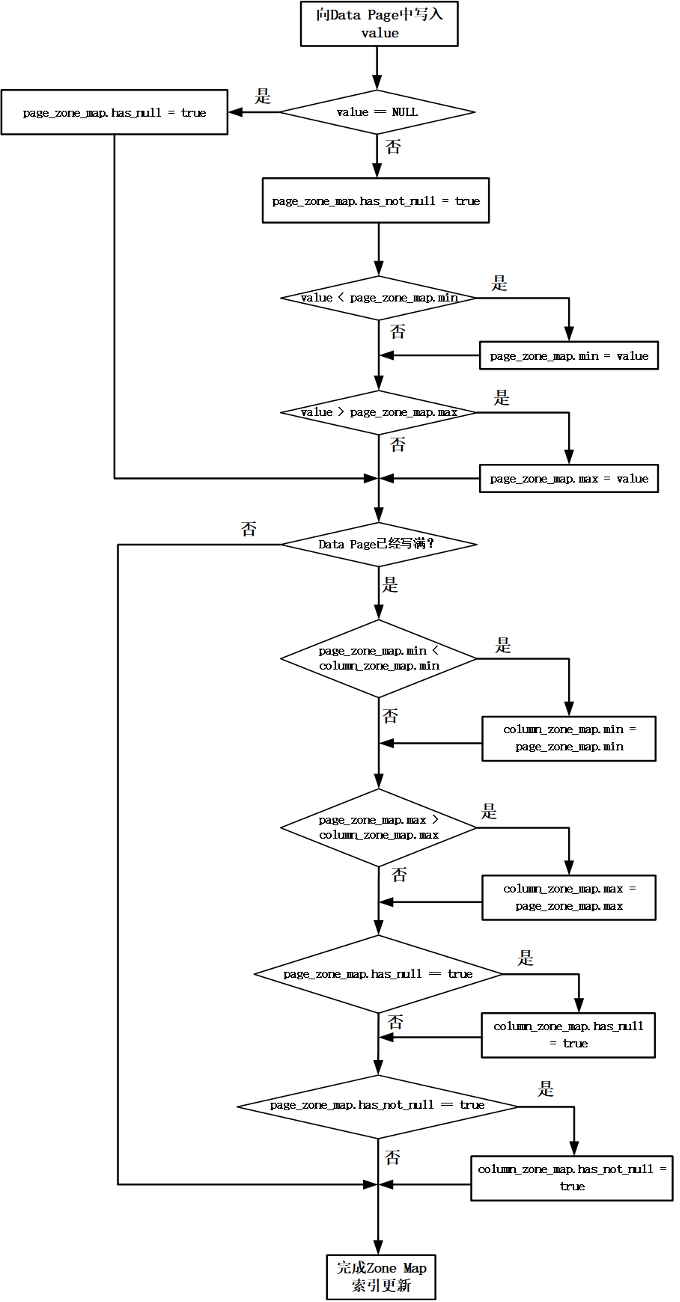 向Data Page中写入
value
是
value == NULL
page_zone_map.has_null = true
否
page_zone_map.has_not_null = true
是
value < page_zone_map.min
否
page_zone_map.min = value
是
value > page_zone_map.max
否
page_zone_map.max = value
否
Data Page已经写满？
是
page_zone_map.min <
column_zone_map.min
是
否
column_zone_map.min =
page_zone_map.min
是
page_zone_map.max >
column_zone_map.max
否
column_zone_map.max =
page_zone_map.max
是
page_zone_map.has_null == true
否
column_zone_map.has_null
= true
是
page_zone_map.has_not_null == true
否
column_zone_map.has_not_null =
true
完成Zone Map
索引更新